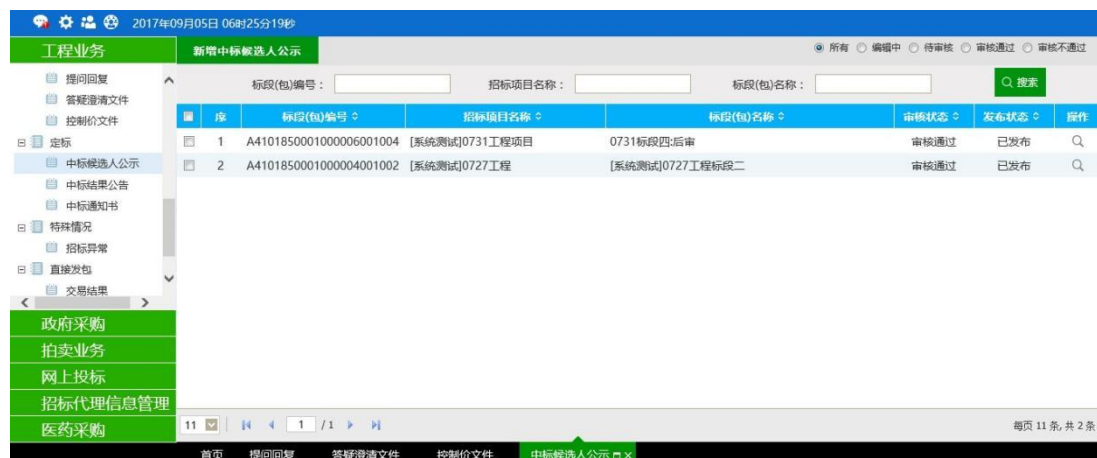 2017年09月05日 06时25分19秒
工程业务
新增中标候选人公示
所有 编辑中 待审核 审核通过 审核不通过
提问回复
答疑澄清文件
控制价文件
定标
中标候选人公示
中标结果公告
中标通知书
特殊情况
招标异常
直接发包
交易结果
标段(包)编号： 招标项目名称： 标段(包)名称： 搜索
序 标段(包)编号 招标项目名称 标段(包)名称 审核状态 发布状态 操作
1 A4101850001000006001004 [系统测试]0731工程项目 0731标段四:后审 审核通过 已发布
2 A4101850001000004001002 [系统测试]0727工程 [系统测试]0727工程标段二 审核通过 已发布
政府采购
拍卖业务
网上投标
招标代理信息管理
医药采购
11 1 /1 每页 11 条, 共 2 条
首页 提问回复 答疑澄清文件 控制价文件 中标候选人公示